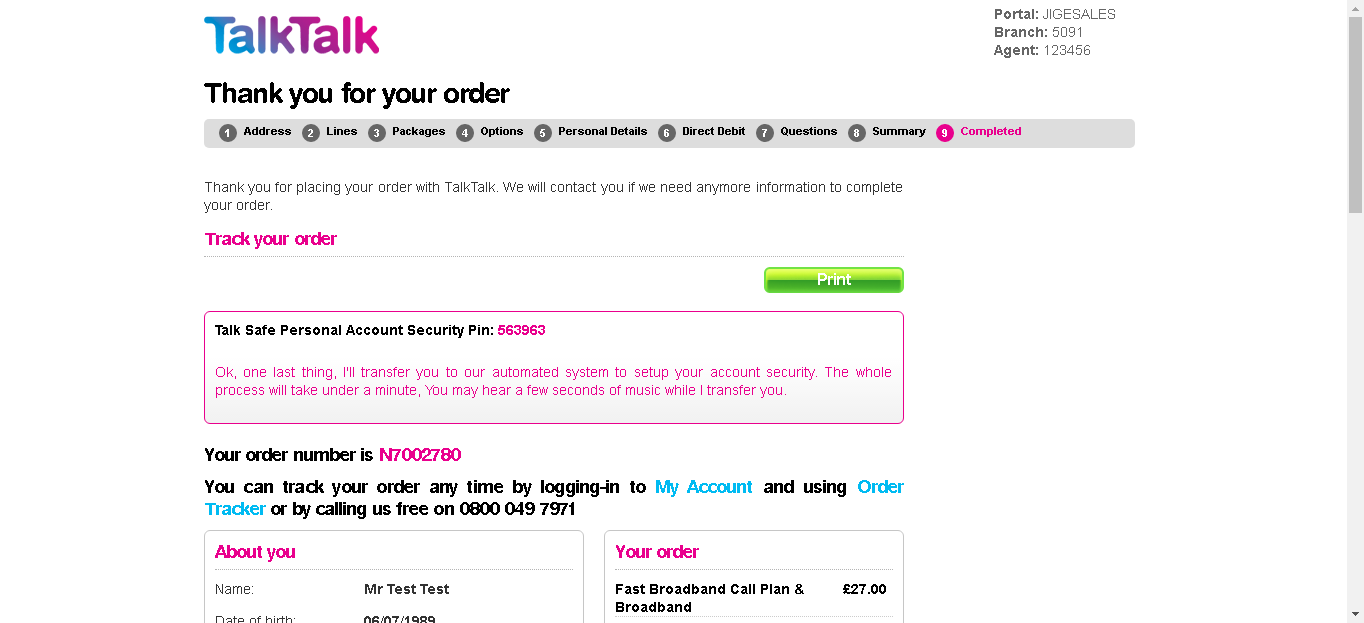 TalkTalk
Portal: JIGESALES
Branch: 5091
Agent: 123456
Thank you for your order
1 Address 2 Lines 3 Packages 4 Options 5 Personal Details 6 Direct Debit 7 Questions 8 Summary 9 Completed
Thank you for placing your order with TalkTalk. We will contact you if we need anymore information to complete
your order.
Track your order
Print
Talk Safe Personal Account Security Pin: 563963
Ok, one last thing, I'll transfer you to our automated system to setup your account security. The whole
process will take under a minute, You may hear a few seconds of music while I transfer you.
Your order number is N7002780
You can track your order any time by logging-in to My Account and using Order
Tracker or by calling us free on 0800 049 7971
About you
Name: Mr Test Test
Date of birth: 06/07/1989
Your order
Fast Broadband Call Plan & £27.00
Broadband